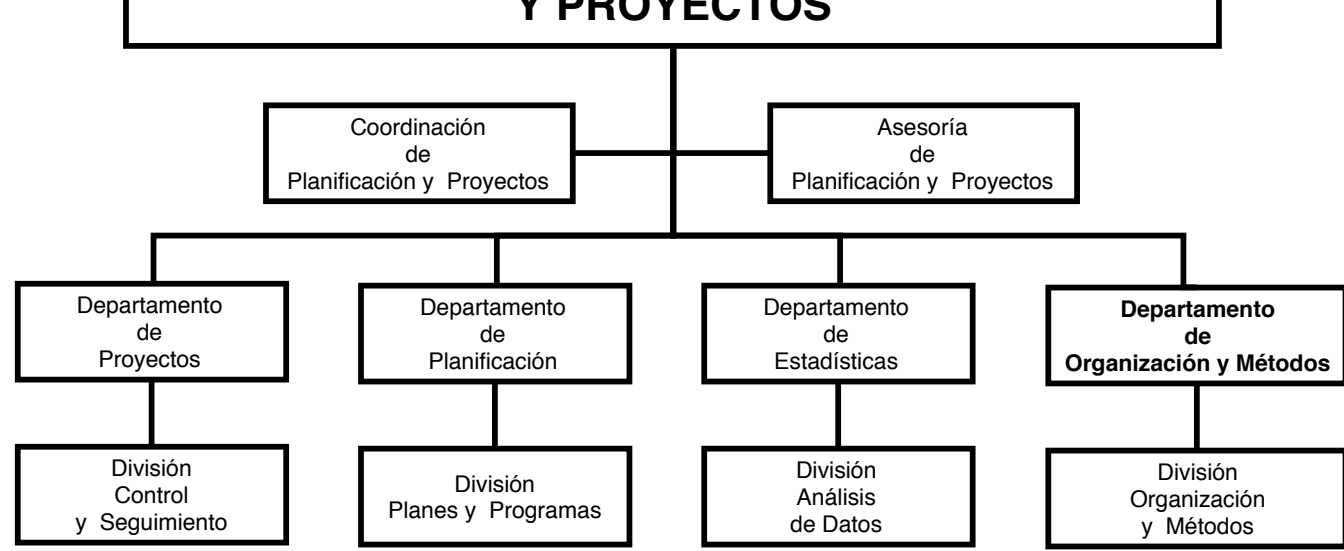 Y PROYECTOS
Coordinación
de
Planificación y Proyectos
Asesoría
de
Planificación y Proyectos
Departamento
de
Proyectos
Departamento
de
Planificación
Departamento
de
Estadísticas
Departamento
de
Organización y Métodos
División
Control
y Seguimiento
División
Planes y Programas
División
Análisis
de Datos
División
Organización
y Métodos